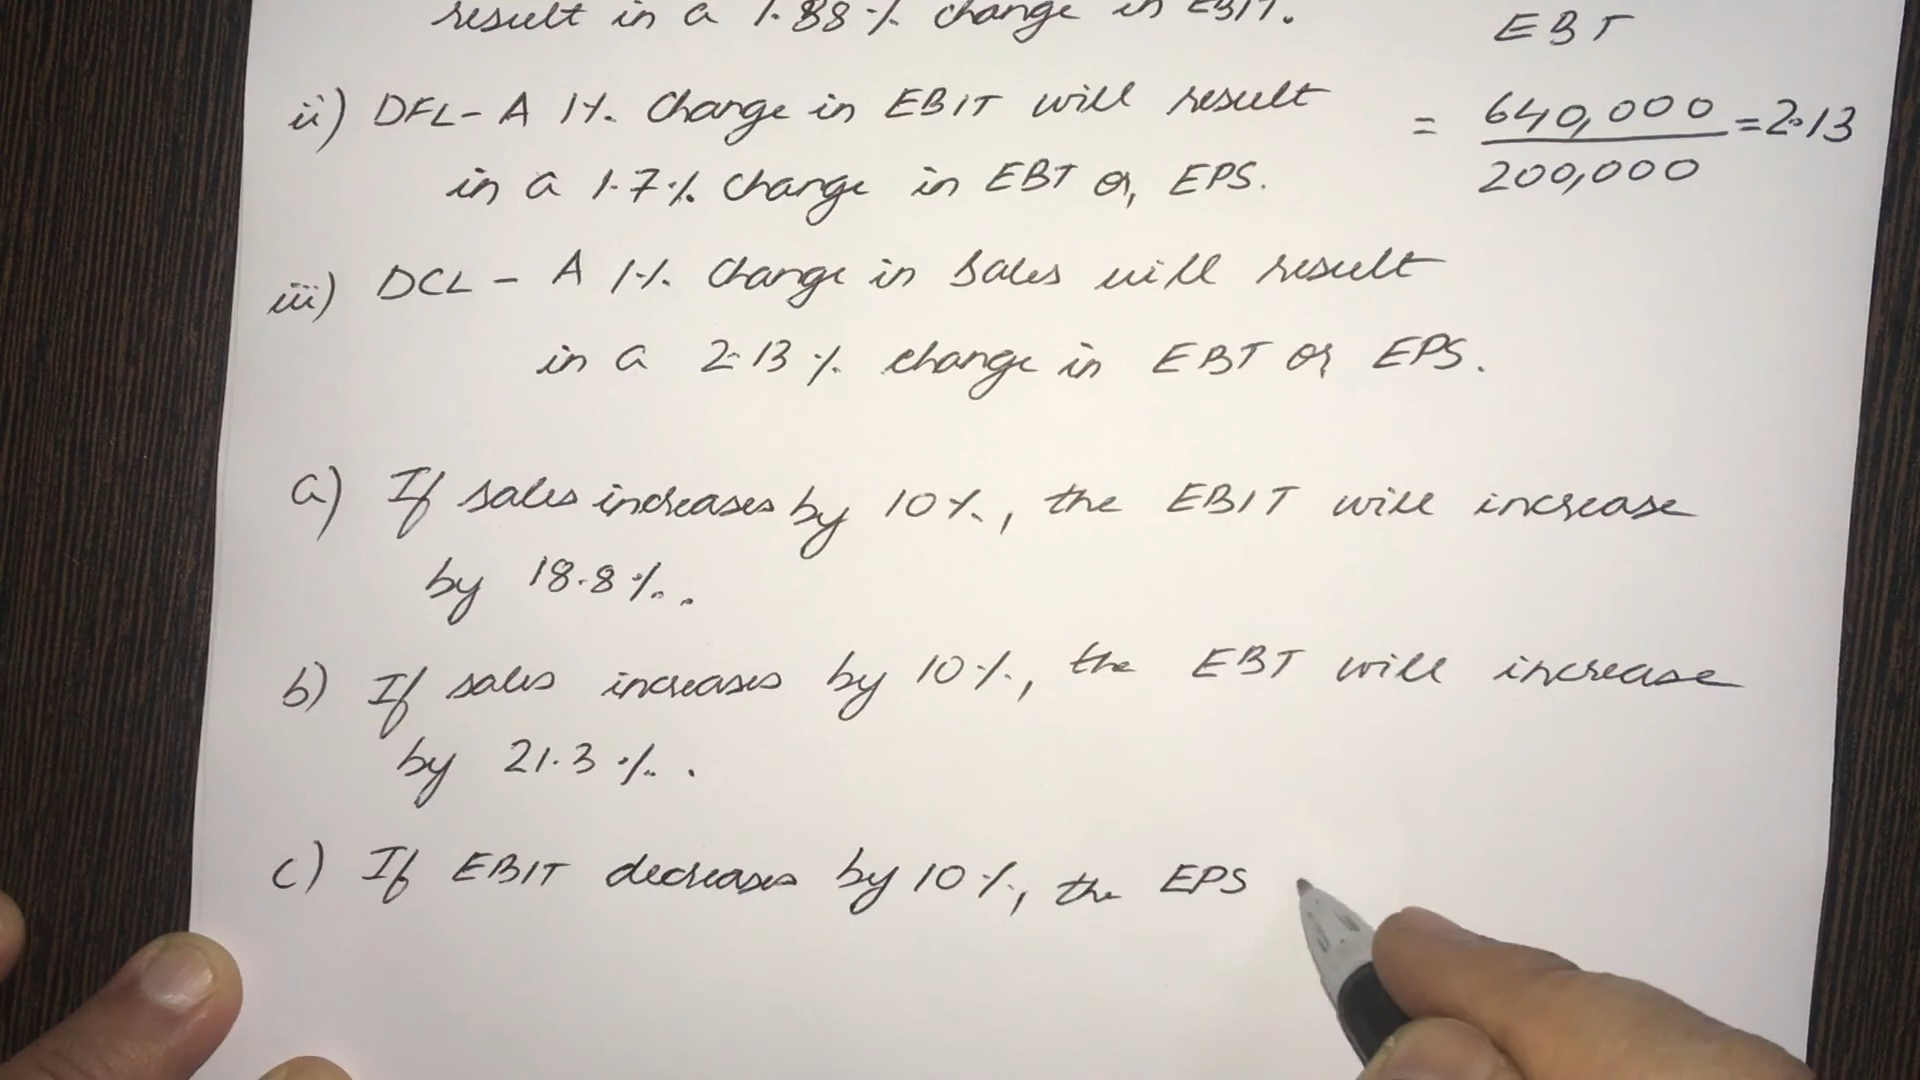 result in a 1.88% change in EBIT.
EBT
ii) DFL - A 1% change in EBIT will result
in a 1.7% change in EBT or, EPS.
= 640,000 / 200,000 = 2.13
iii) DCL - A 1% change in sales will result
in a 2.13% change in EBT or EPS.
a) If sales increases by 10%, the EBIT will increase
by 18.8%.
b) If sales increases by 10%, the EBT will increase
by 21.3%.
c) If EBIT decreases by 10%, the EPS